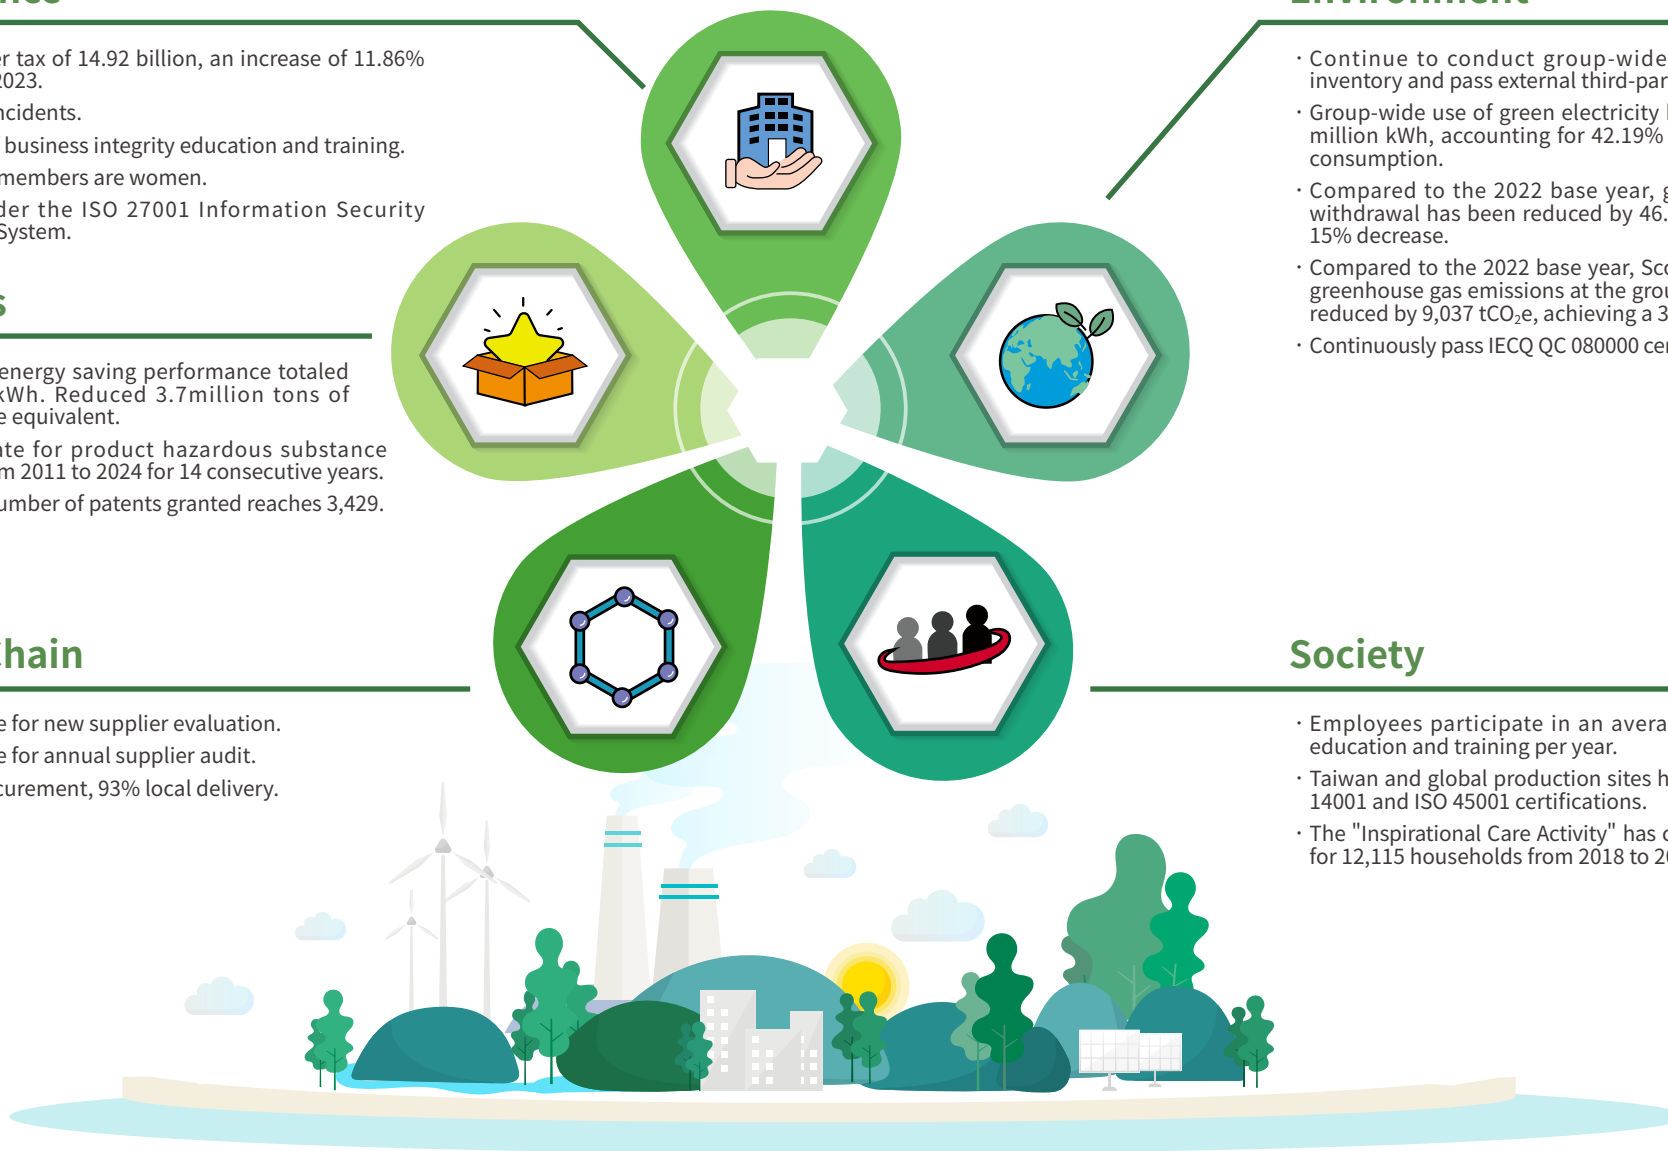 er tax of 14.92 billion, an increase of 11.86%
2023.
ncidents.
business integrity education and training.
members are women.
der the ISO 27001 Information Security
System.
s
energy saving performance totaled
kWh. Reduced 3.7million tons of
e equivalent.
ate for product hazardous substance
m 2011 to 2024 for 14 consecutive years.
umber of patents granted reaches 3,429.
Chain
e for new supplier evaluation.
e for annual supplier audit.
curement, 93% local delivery.
Environment
· Continue to conduct group-wide
inventory and pass external third-par
· Group-wide use of green electricity
million kWh, accounting for 42.19%
consumption.
· Compared to the 2022 base year, g
withdrawal has been reduced by 46.
15% decrease.
· Compared to the 2022 base year, Sco
greenhouse gas emissions at the grou
reduced by 9,037 tCO₂e, achieving a 3
· Continuously pass IECQ QC 080000 cer
Society
· Employees participate in an avera
education and training per year.
· Taiwan and global production sites h
14001 and ISO 45001 certifications.
· The "Inspirational Care Activity" has
for 12,115 households from 2018 to 20